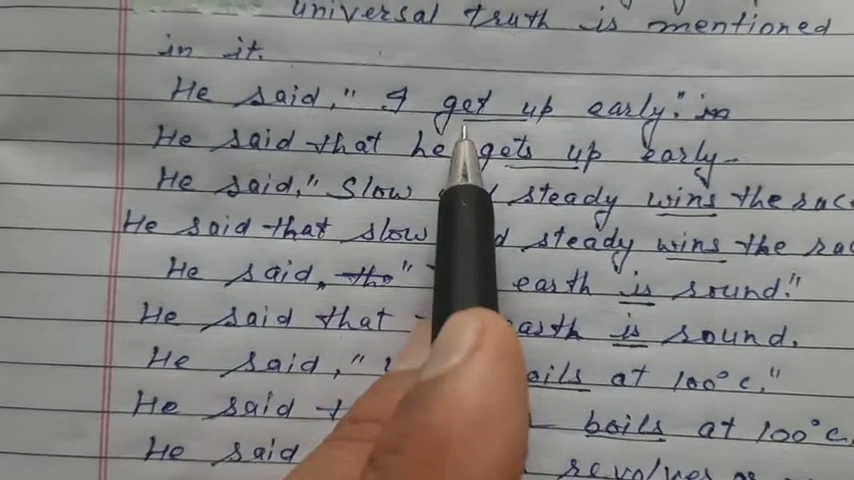 universal truth is mentioned
in it.
He said," I get up early".
He said that he gets up early.
He said," Slow steady wins the
He said that slow steady wins the
He said, " earth is round."
He said that earth is round.
He said, " boils at 100°c,"
He said boils at 100°c,
He said revolves